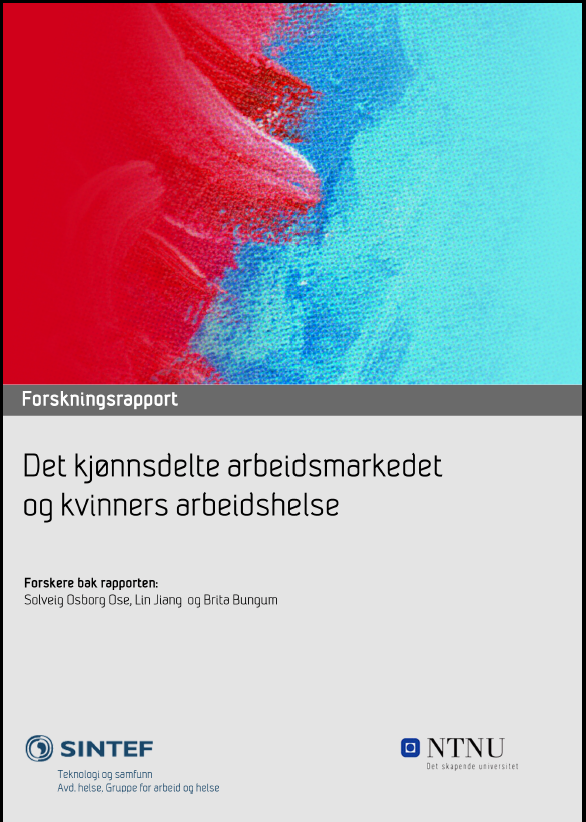 Forskningsrapport
Det kjønnsdelte arbeidsmarkedet
og kvinners arbeidshelse
Forskere bak rapporten:
Solveig Osborg Ose, Lin Jiang og Brita Bungum
SINTEF
Teknologi og samfunn
Avd. helse, Gruppe for arbeid og helse
NTNU
Det skapende universitet